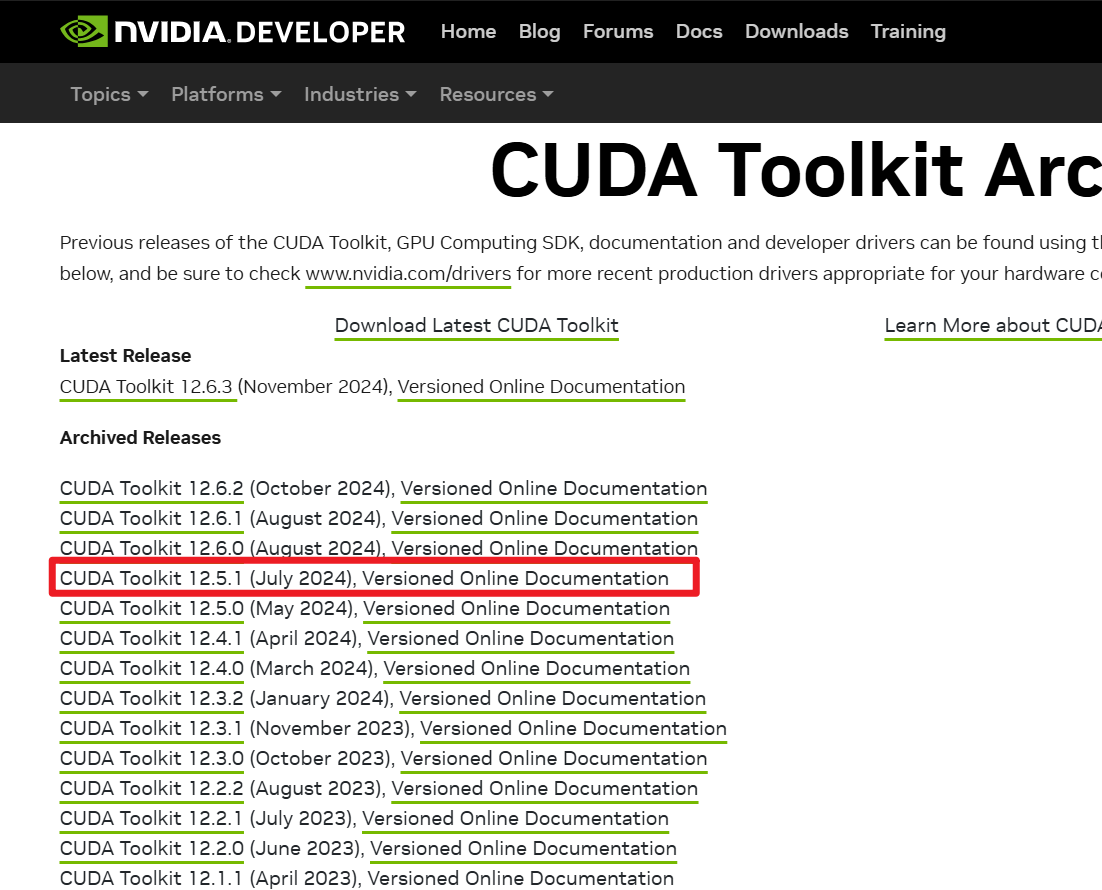 NVIDIA. DEVELOPER Home Blog Forums Docs Downloads Training
Topics Platforms Industries Resources
CUDA Toolkit Arc
Previous releases of the CUDA Toolkit, GPU Computing SDK, documentation and developer drivers can be found using
below, and be sure to check www.nvidia.com/drivers for more recent production drivers appropriate for your hardware
Download Latest CUDA Toolkit Learn More about CUDA
Latest Release
CUDA Toolkit 12.6.3 (November 2024), Versioned Online Documentation
Archived Releases
CUDA Toolkit 12.6.2 (October 2024), Versioned Online Documentation
CUDA Toolkit 12.6.1 (August 2024), Versioned Online Documentation
CUDA Toolkit 12.6.0 (August 2024), Versioned Online Documentation
CUDA Toolkit 12.5.1 (July 2024), Versioned Online Documentation
CUDA Toolkit 12.5.0 (May 2024), Versioned Online Documentation
CUDA Toolkit 12.4.1 (April 2024), Versioned Online Documentation
CUDA Toolkit 12.4.0 (March 2024), Versioned Online Documentation
CUDA Toolkit 12.3.2 (January 2024), Versioned Online Documentation
CUDA Toolkit 12.3.1 (November 2023), Versioned Online Documentation
CUDA Toolkit 12.3.0 (October 2023), Versioned Online Documentation
CUDA Toolkit 12.2.2 (August 2023), Versioned Online Documentation
CUDA Toolkit 12.2.1 (July 2023), Versioned Online Documentation
CUDA Toolkit 12.2.0 (June 2023), Versioned Online Documentation
CUDA Toolkit 12.1.1 (April 2023), Versioned Online Documentation